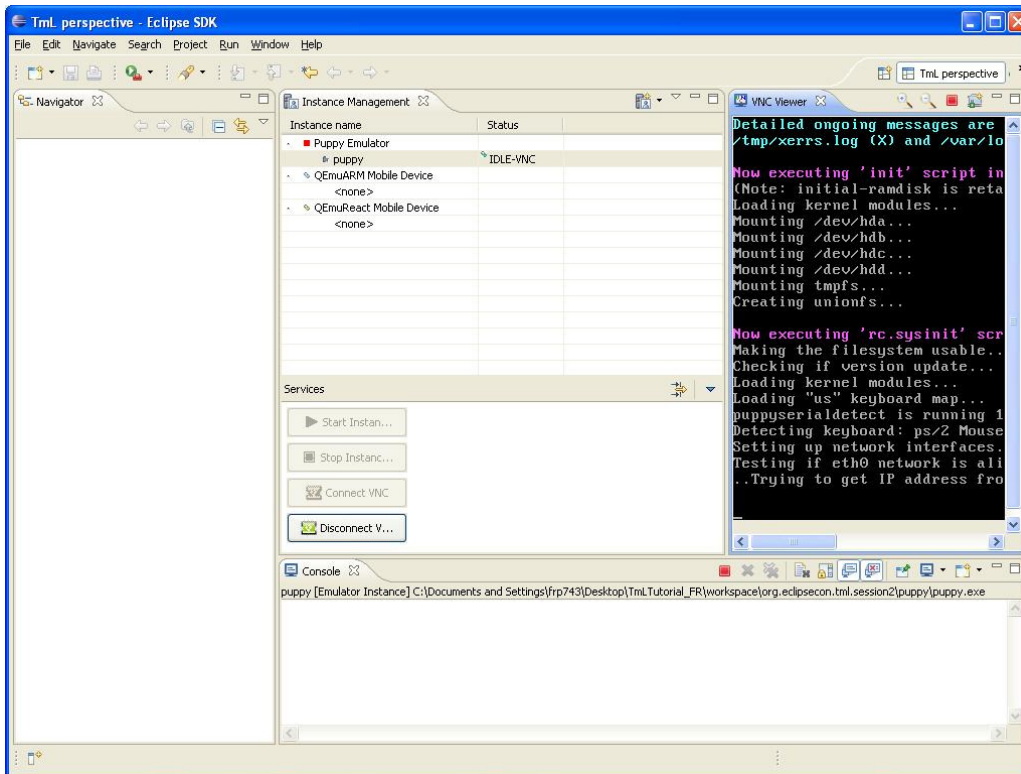 TmL perspective - Eclipse SDK
File Edit Navigate Search Project Run Window Help
TmL perspective
Navigator
Instance Management
Instance name Status
Puppy Emulator
puppy IDLE-VNC
QEmuARM Mobile Device
<none>
QEmuReact Mobile Device
<none>
Services
Start Instan...
Stop Instanc...
Connect VNC
Disconnect V...
VNC Viewer
Detailed ongoing messages are
/tmp/xerrs.log (X) and /var/lo
Now executing 'init' script in
(Note: initial-ramdisk is reta
Loading kernel modules...
Mounting /dev/hda...
Mounting /dev/hdb...
Mounting /dev/hdc...
Mounting /dev/hdd...
Mounting tmpfs...
Creating unionfs...
Now executing 'rc.sysinit' scr
Making the filesystem usable..
Checking if version update...
Loading kernel modules...
Loading "us" keyboard map...
puppyserialdetect is running 1
Detecting keyboard: ps/2 Mouse
Setting up network interfaces.
Testing if eth0 network is ali
..Trying to get IP address fro
Console
puppy [Emulator Instance] C:\Documents and Settings\frp743\Desktop\TmLTutorial_FR\workspace\org.eclipsecon.tml.session2\puppy\puppy.exe